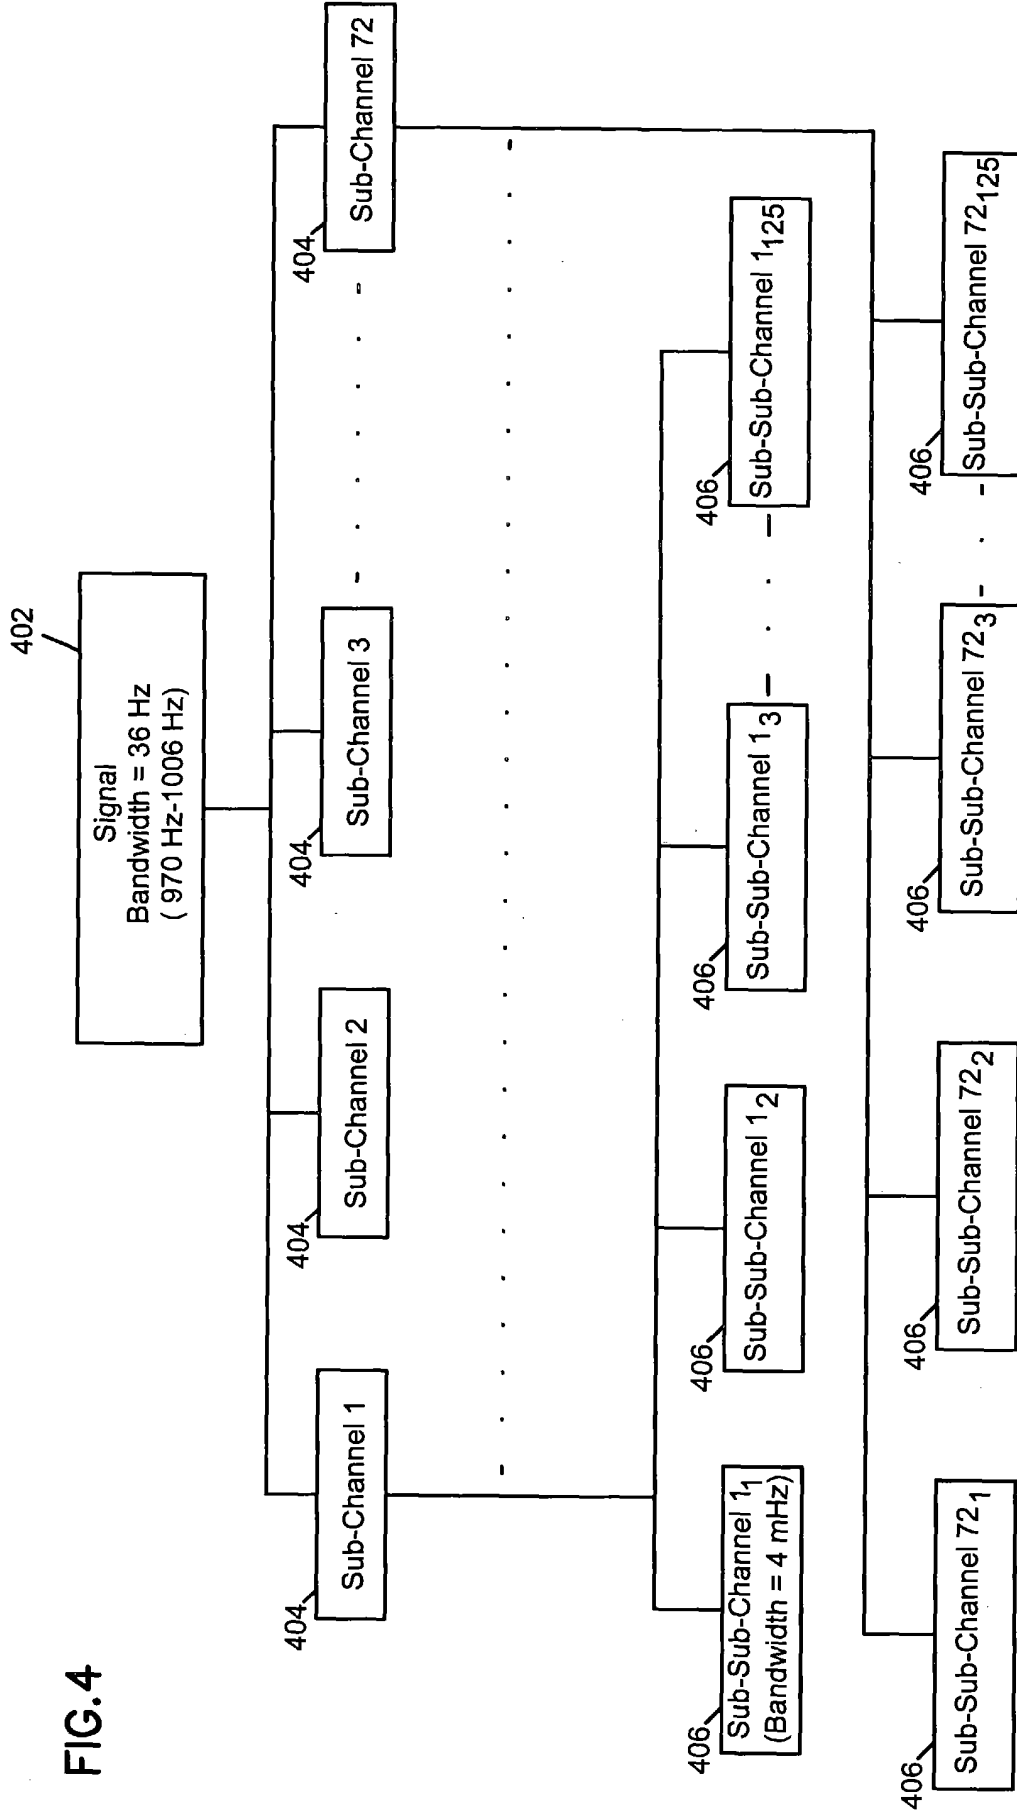 FIG.4
402
Signal
Bandwidth = 36 Hz
( 970 Hz-1006 Hz)
404
Sub-Channel 1
404
Sub-Channel 2
404
Sub-Channel 3
404
Sub-Channel 72
406
Sub-Sub-Channel 1₁
(Bandwidth = 4 mHz)
406
Sub-Sub-Channel 1₂
406
Sub-Sub-Channel 1₃
406
Sub-Sub-Channel 1₁₂₅
406
Sub-Sub-Channel 72₁
406
Sub-Sub-Channel 72₂
406
Sub-Sub-Channel 72₃
406
Sub-Sub-Channel 72₁₂₅